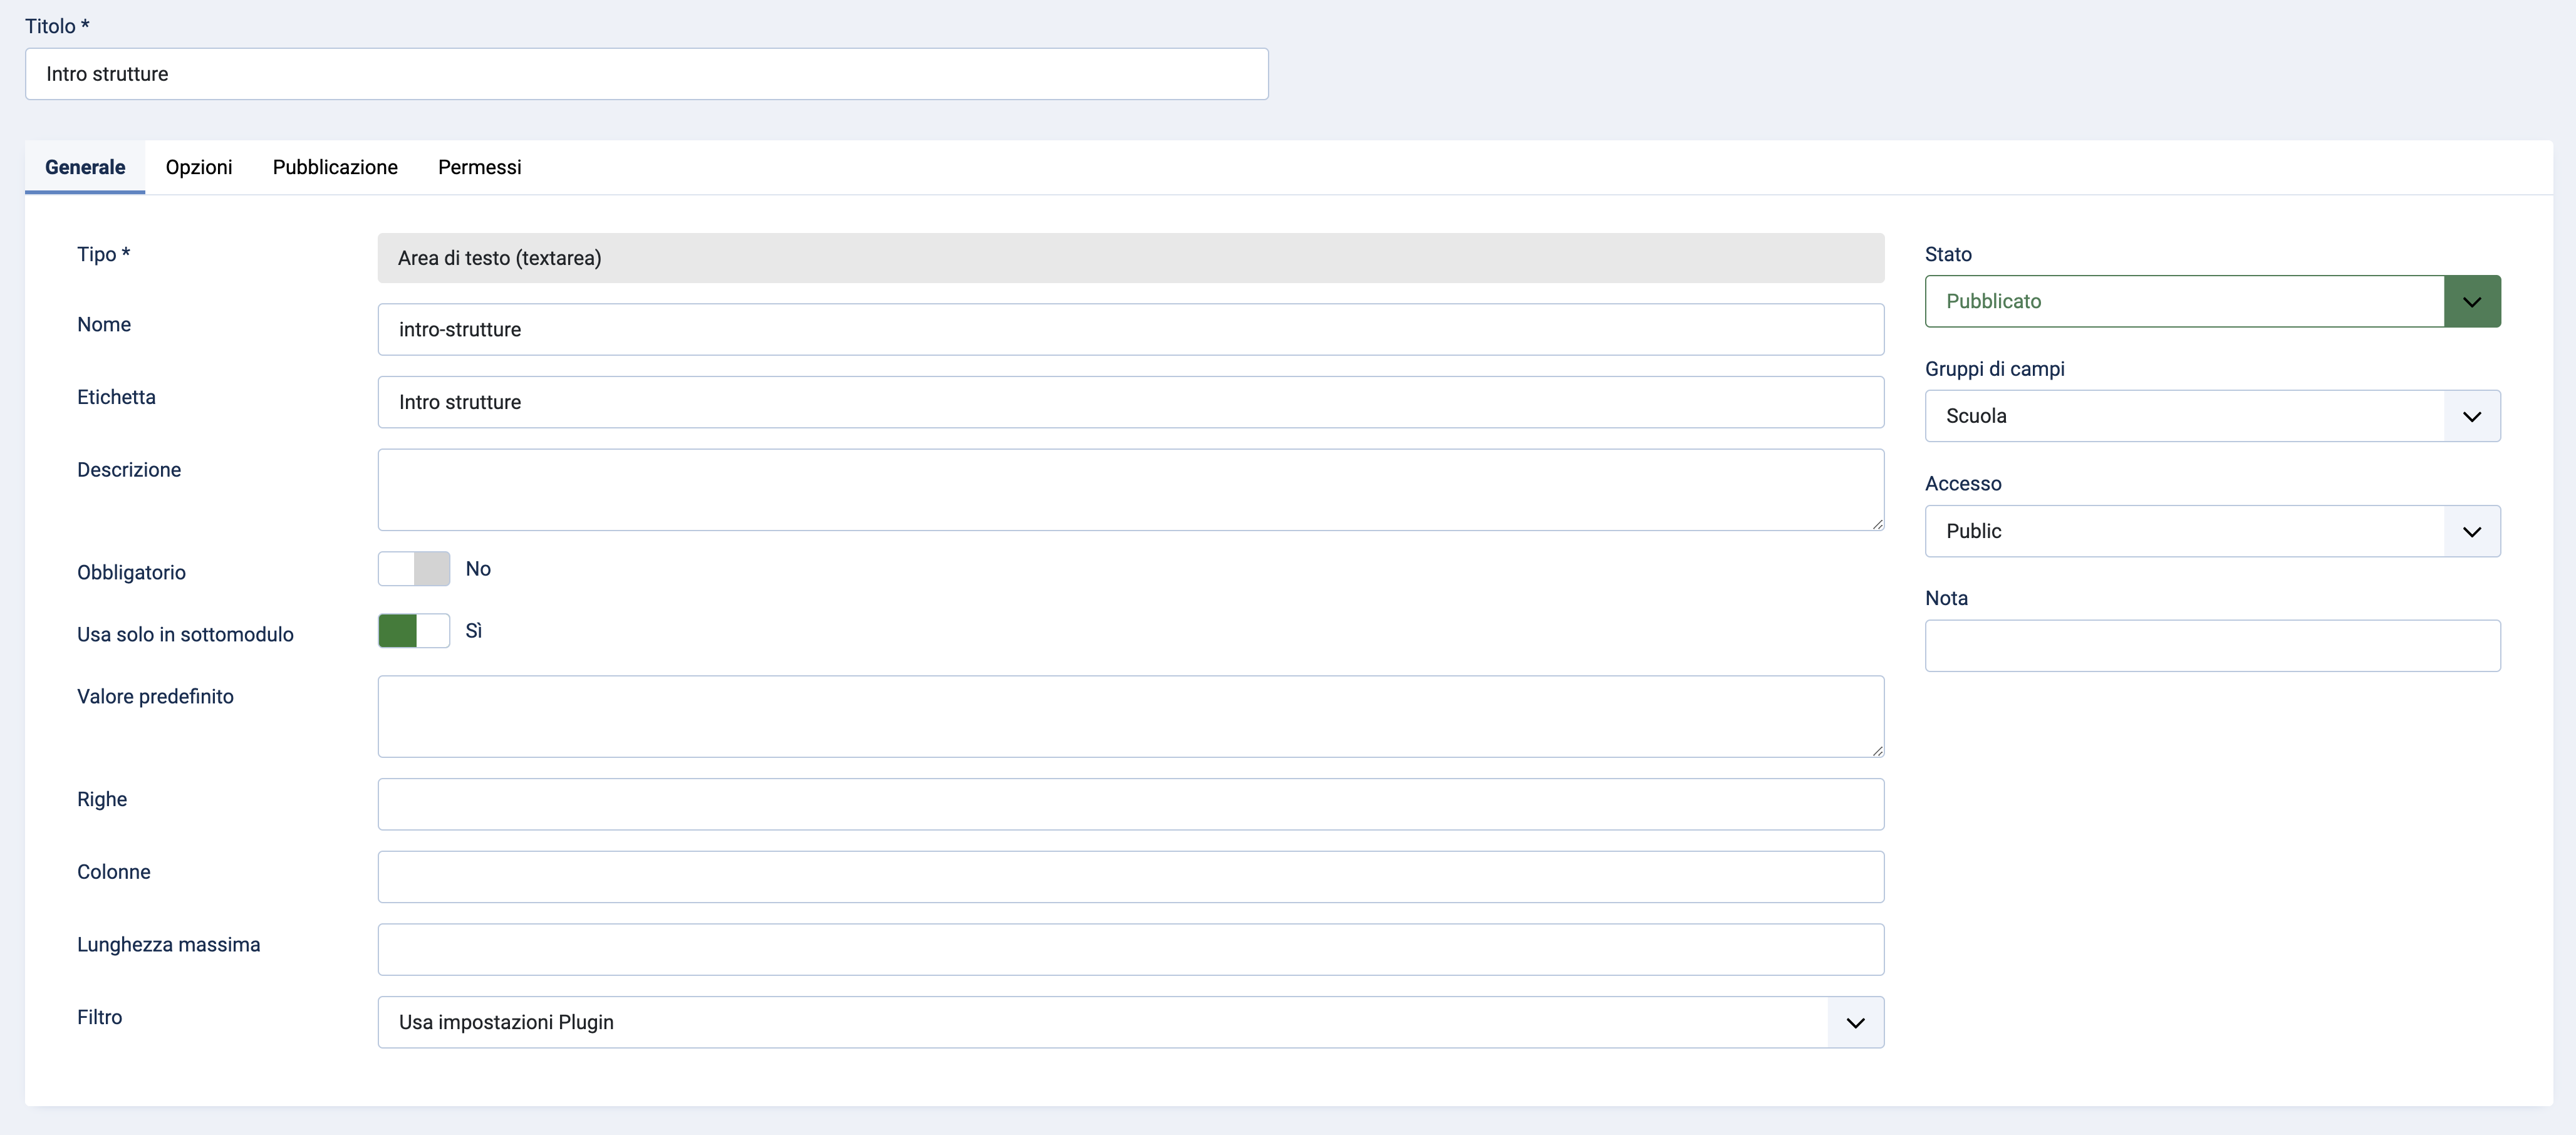 Titolo *
Intro strutture
Generale
Opzioni
Pubblicazione
Permessi
Tipo *
Area di testo (textarea)
Nome
intro-strutture
Etichetta
Intro strutture
Descrizione
Obbligatorio
No
Usa solo in sottomodulo
Sì
Valore predefinito
Righe
Colonne
Lunghezza massima
Filtro
Usa impostazioni Plugin
Stato
Pubblicato
Gruppi di campi
Scuola
Accesso
Public
Nota